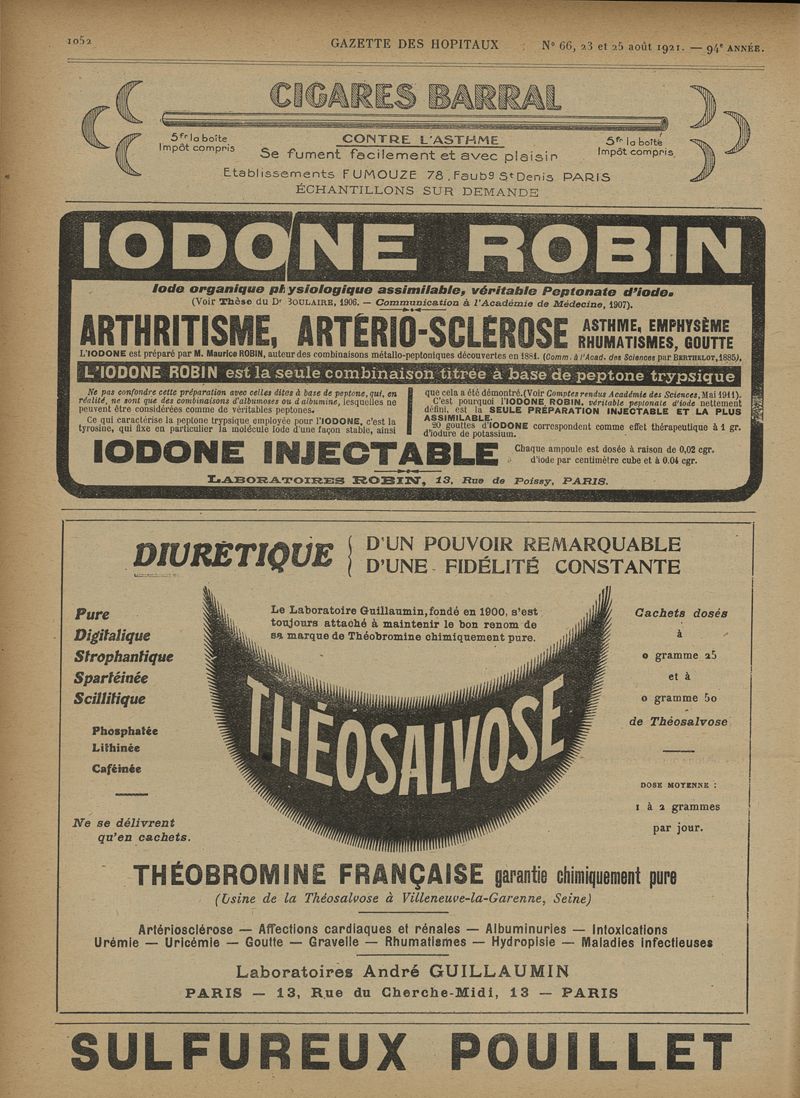 1052
GAZETTE DES HOPITAUX
N° 66, 23 et 25 août 1921. — 94e ANNÉE.
CIGARES BARRAL
5fr la boîte
Impôt compris
CONTRE L'ASTHME
Se fument facilement et avec plaisir
5fr la boîte
Impôt compris
Etablissements FUMOUZE 78, Faubg St Denis PARIS
ÉCHANTILLONS SUR DEMANDE
IODONE ROBIN
Iode organique physiologique assimilable, véritable Peptonate d'iode.
(Voir Thèse du Dr BOULAIRE, 1906. — Communication à l'Académie de Médecine, 1907).
ARTHRITISME, ARTÉRIO-SCLÉROSE
ASTHME, EMPHYSÈME
RHUMATISMES, GOUTTE
L'IODONE est préparé par M. Maurice ROBIN, auteur des combinaisons métallo-peptoniques découvertes en 1881. (Comm. à l'Acad. des Sciences par BERTHELOT, 1885).
L'IODONE ROBIN est la seule combinaison titrée à base de peptone trypsique
Ne pas confondre cette préparation avec celles dites à base de peptone, qui, en
réalité, ne sont que des combinaisons d'albumoses ou d'albumine, lesquelles ne
peuvent être considérées comme de véritables peptones.
Ce qui caractérise la peptone trypsique employée pour l'IODONE, c'est la
tyrosine, qui fixe en particulier la molécule Iode d'une façon stable, ainsi
que cela a été démontré. (Voir Comptes rendus Académie des Sciences, Mai 1911).
C'est pourquoi l'IODONE ROBIN, véritable peptonate d'iode nettement
défini, est la SEULE PRÉPARATION INJECTABLE ET LA PLUS
ASSIMILABLE.
20 gouttes d'IODONE correspondent comme effet thérapeutique à 1 gr.
d'iodure de potassium.
IODONE INJECTABLE
Chaque ampoule est dosée à raison de 0,02 cgr.
d'iode par centimètre cube et à 0.04 cgr.
LABORATOIRES ROBIN, 13, Rue de Poissy, PARIS.
DIURÉTIQUE
D'UN POUVOIR REMARQUABLE
D'UNE FIDÉLITÉ CONSTANTE
Le Laboratoire Guillaumin, fondé en 1900, s'est
toujours attaché à maintenir le bon renom de
sa marque de Théobromine chimiquement pure.
Pure
Digitalique
Strophantique
Spartéinée
Scillitique
Phosphatée
Lithinée
Caféinée
Ne se délivrent
qu'en cachets.
THÉOSALVOSE
Cachets dosés
à
0 gramme 25
et à
0 gramme 50
de Théosalvose
DOSE MOYENNE :
1 à 2 grammes
par jour.
THÉOBROMINE FRANÇAISE garantie chimiquement pure
(Usine de la Théosalvose à Villeneuve-la-Garenne, Seine)
Artériosclérose — Affections cardiaques et rénales — Albuminuries — Intoxications
Urémie — Uricémie — Goutte — Gravelle — Rhumatismes — Hydropisie — Maladies infectieuses
Laboratoires André GUILLAUMIN
PARIS — 13, Rue du Cherche-Midi, 13 — PARIS
SULFUREUX POUILLET